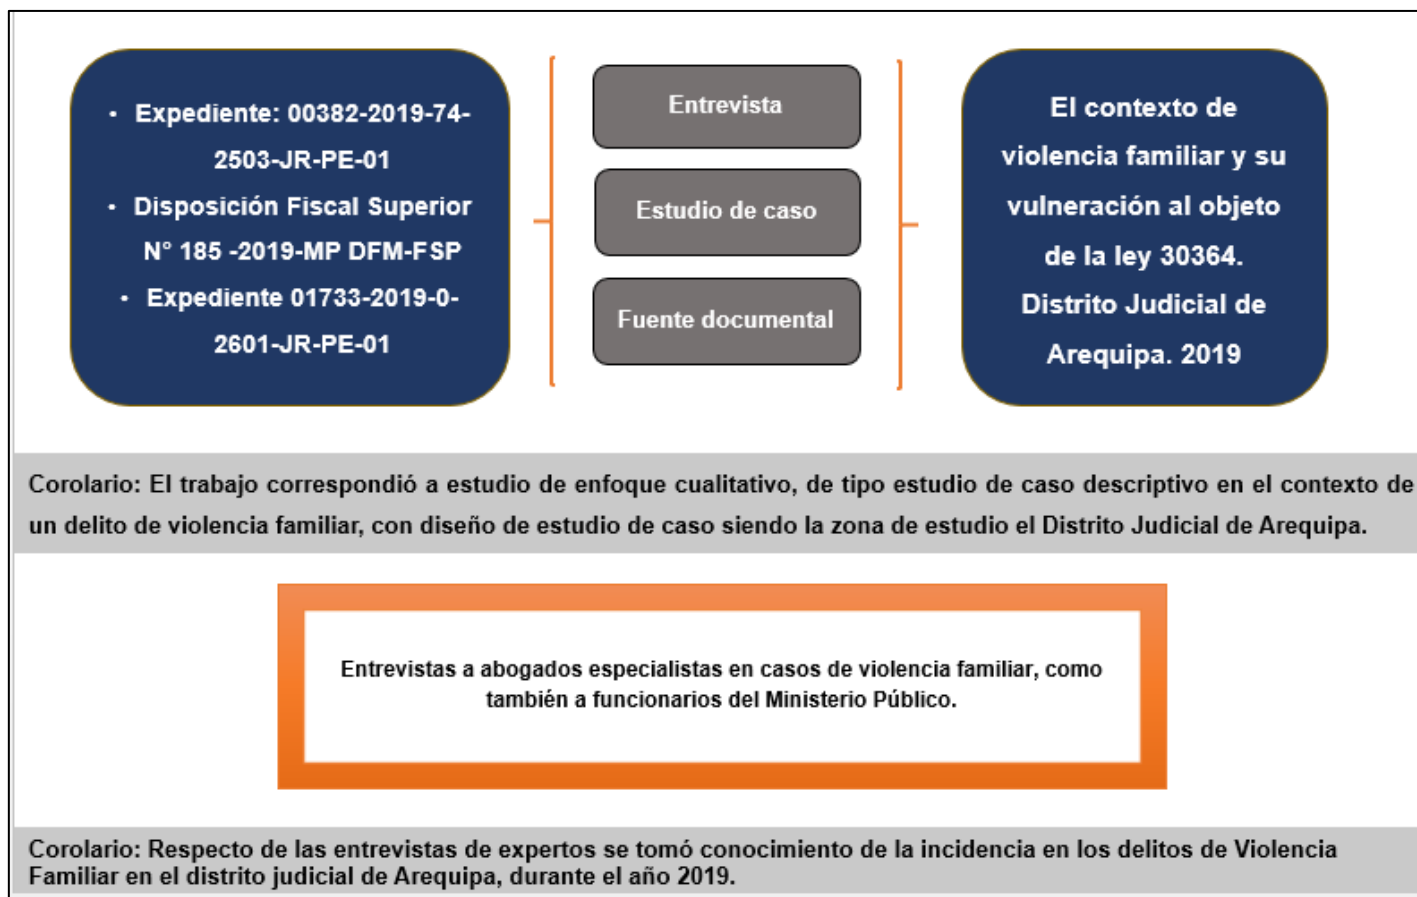 • Expediente: 00382-2019-74-
2503-JR-PE-01
• Disposición Fiscal Superior
N° 185 -2019-MP DFM-FSP
• Expediente 01733-2019-0-
2601-JR-PE-01
Entrevista
Estudio de caso
Fuente documental
El contexto de
violencia familiar y su
vulneración al objeto
de la ley 30364.
Distrito Judicial de
Arequipa. 2019
Corolario: El trabajo correspondió a estudio de enfoque cualitativo, de tipo estudio de caso descriptivo en el contexto de
un delito de violencia familiar, con diseño de estudio de caso siendo la zona de estudio el Distrito Judicial de Arequipa.
Entrevistas a abogados especialistas en casos de violencia familiar, como
también a funcionarios del Ministerio Público.
Corolario: Respecto de las entrevistas de expertos se tomó conocimiento de la incidencia en los delitos de Violencia
Familiar en el distrito judicial de Arequipa, durante el año 2019.